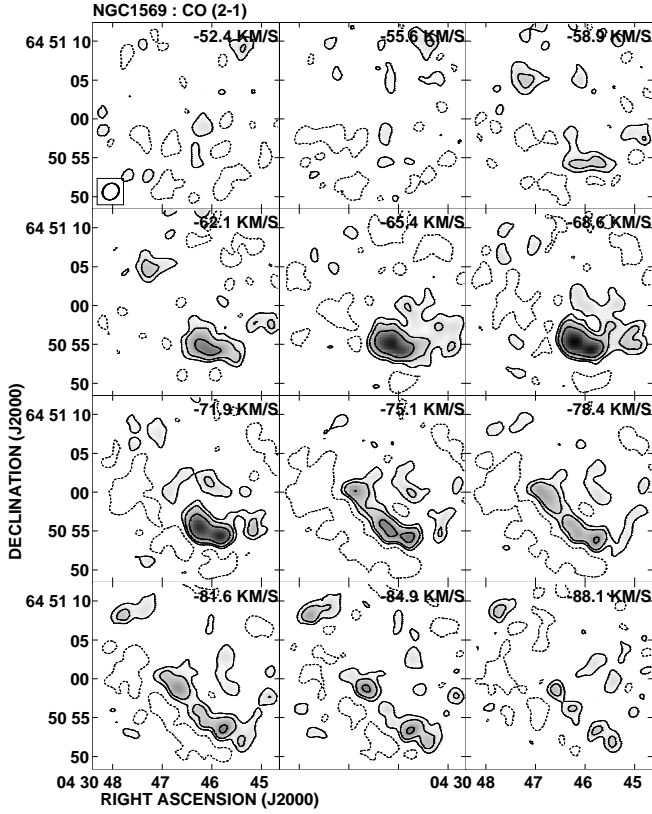 NGC1569 : CO (2-1)
-52.4 KM/S -55.6 KM/S -58.9 KM/S
64 51 10
05
00
50 55
50
-62.1 KM/S -65.4 KM/S -68.6 KM/S
64 51 10
05
00
50 55
50
DECLINATION (J2000)
-71.9 KM/S -75.1 KM/S -78.4 KM/S
64 51 10
05
00
50 55
50
-81.6 KM/S -84.9 KM/S -88.1 KM/S
64 51 10
05
00
50 55
50
04 30 48 47 46 45 04 30 48 47 46 45
RIGHT ASCENSION (J2000)